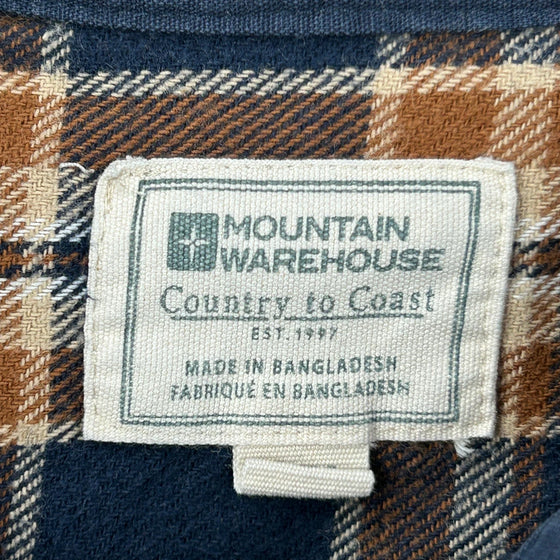 MOUNTAIN
WAREHOUSE
Country to Coast
EST. 1997
MADE IN BANGLADESH
FABRIQUÉ EN BANGLADESH